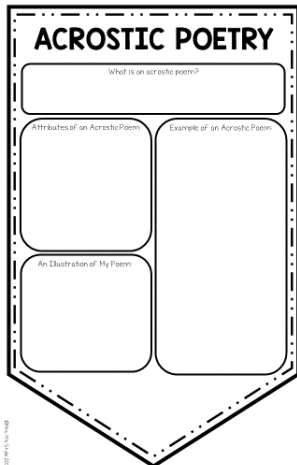 ACROSTIC POETRY
What is an acrostic poem?
Attributes of an Acrostic Poem:
Example of an Acrostic Poem:
An Illustration of My Poem: